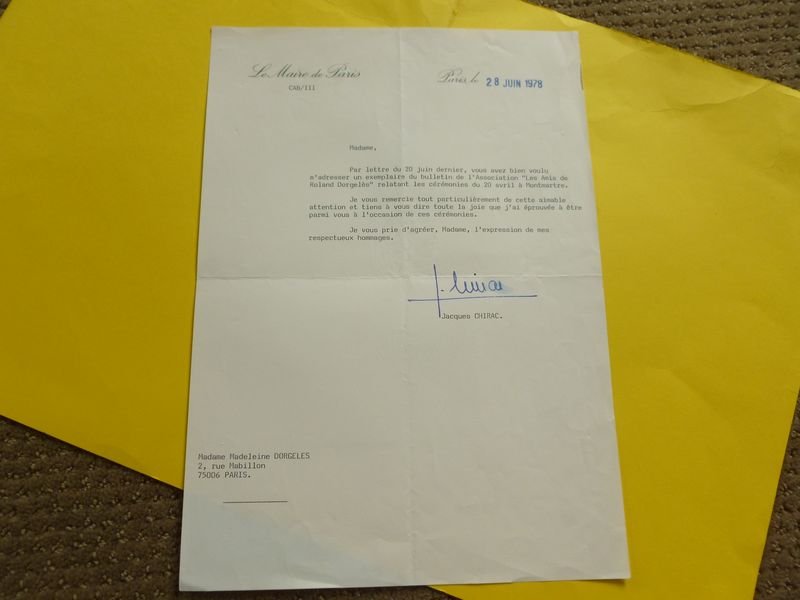 Le Maire de Paris
CAB/III
Paris, le 28 JUIN 1978
Madame,
Par lettre du 20 juin dernier, vous avez bien voulu
m'adresser un exemplaire du bulletin de l'Association "Les Amis de
Roland Dorgelès" relatant les cérémonies du 20 avril à Montmartre.
Je vous remercie tout particulièrement de cette aimable
attention et tiens à vous dire toute la joie que j'ai éprouvée à être
parmi vous à l'occasion de ces cérémonies.
Je vous prie d'agréer, Madame, l'expression de mes
respectueux hommages.
J. Chirac
Jacques CHIRAC.
Madame Madeleine DORGELES
2, rue Mabillon
75006 PARIS.